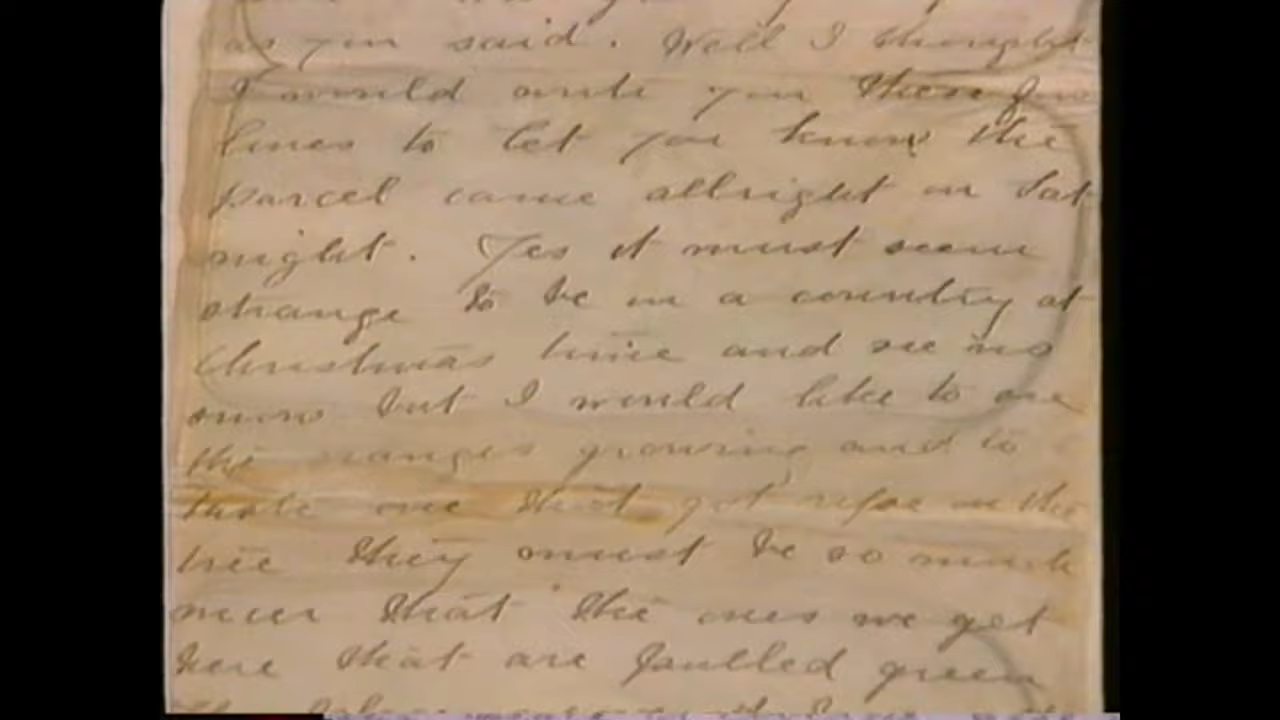 as you said. Well I thought
I would write you these few
lines to let you know the
parcel came allright on Sat
night. Yes it must seem
strange to be in a country at
Christmas time and see no
snow but I would like to see
the oranges growing and to
taste one that got ripe on the
tree they must be so much
nicer that the ones we get
here that are paulled green